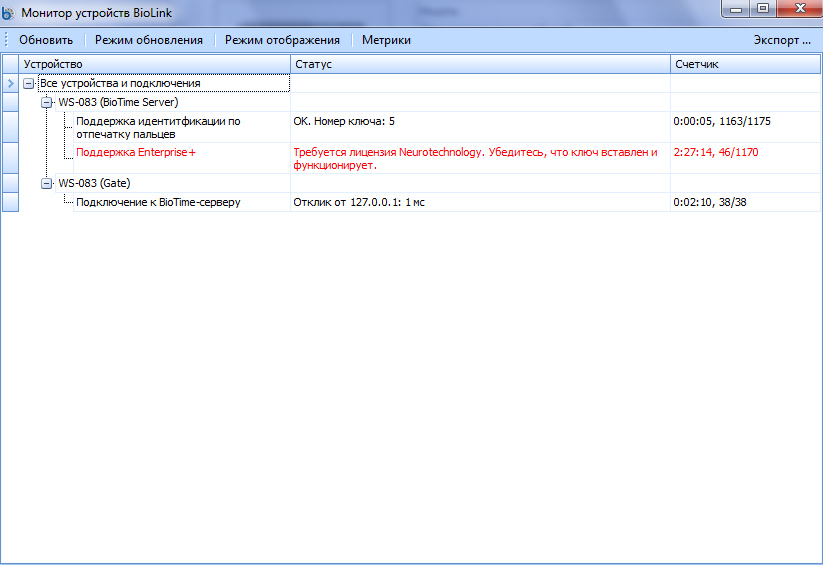 Монитор устройств BioLink
Обновить Режим обновления Режим отображения Метрики Экспорт ...
Устройство Статус Счетчик
Все устройства и подключения
WS-083 (BioTime Server)
Поддержка идентитфикации по
отпечатку пальцев
ОК. Номер ключа: 5
0:00:05, 1163/1175
Поддержка Enterprise+
Требуется лицензия Neurotechnology. Убедитесь, что ключ вставлен и
функционирует.
2:27:14, 46/1170
WS-083 (Gate)
Подключение к BioTime-серверу Отклик от 127.0.0.1: 1 мс 0:02:10, 38/38